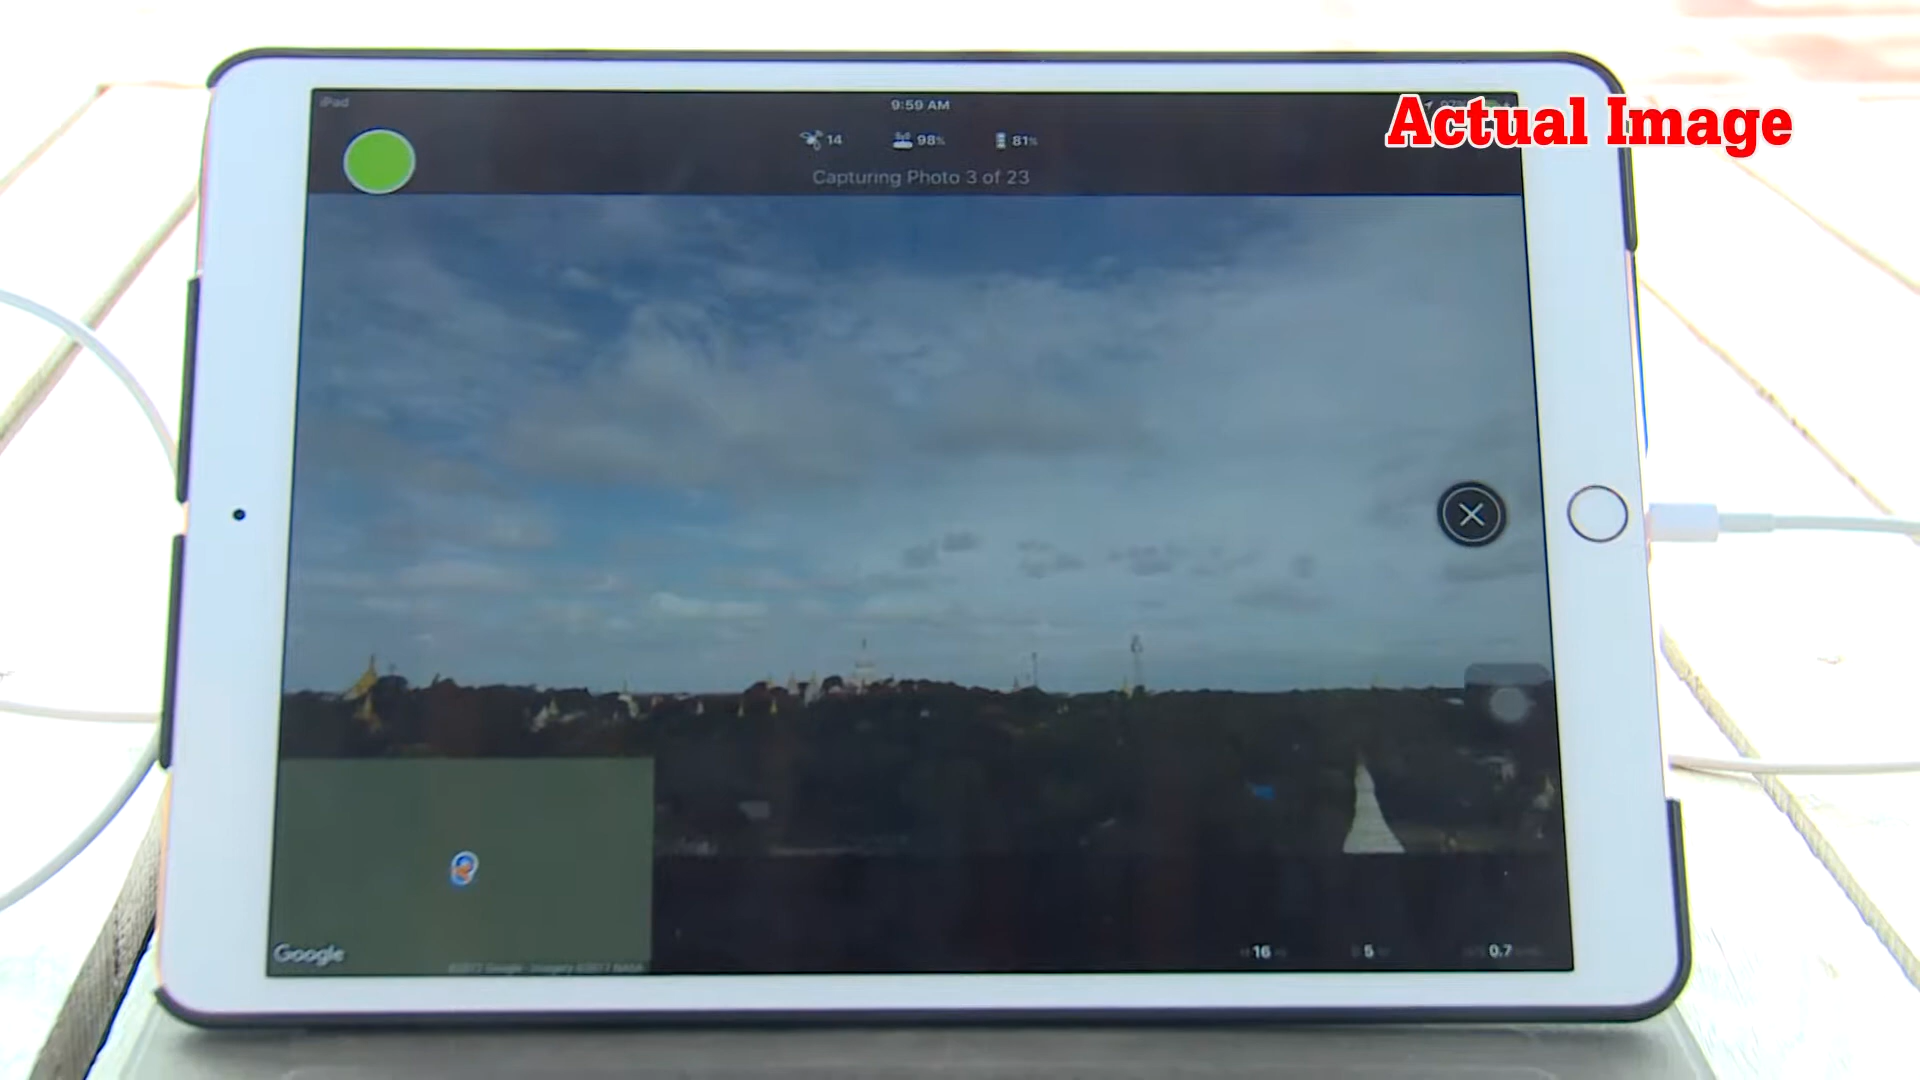 iPad
9:59 AM
Actual Image
14
98%
81%
Capturing Photo 3 of 23
Google
16
5
0.7